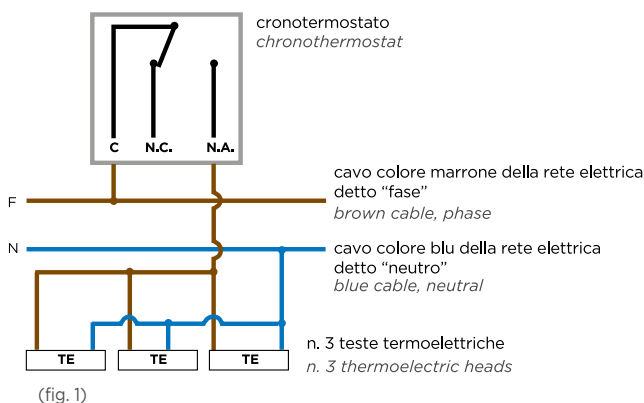 cronotermostato
chronothermostat
C N.C. N.A.
F
cavo colore marrone della rete elettrica
detto “fase”
brown cable, phase
N
cavo colore blu della rete elettrica
detto “neutro”
blue cable, neutral
TE TE TE
n. 3 teste termoelettriche
n. 3 thermoelectric heads
(fig. 1)